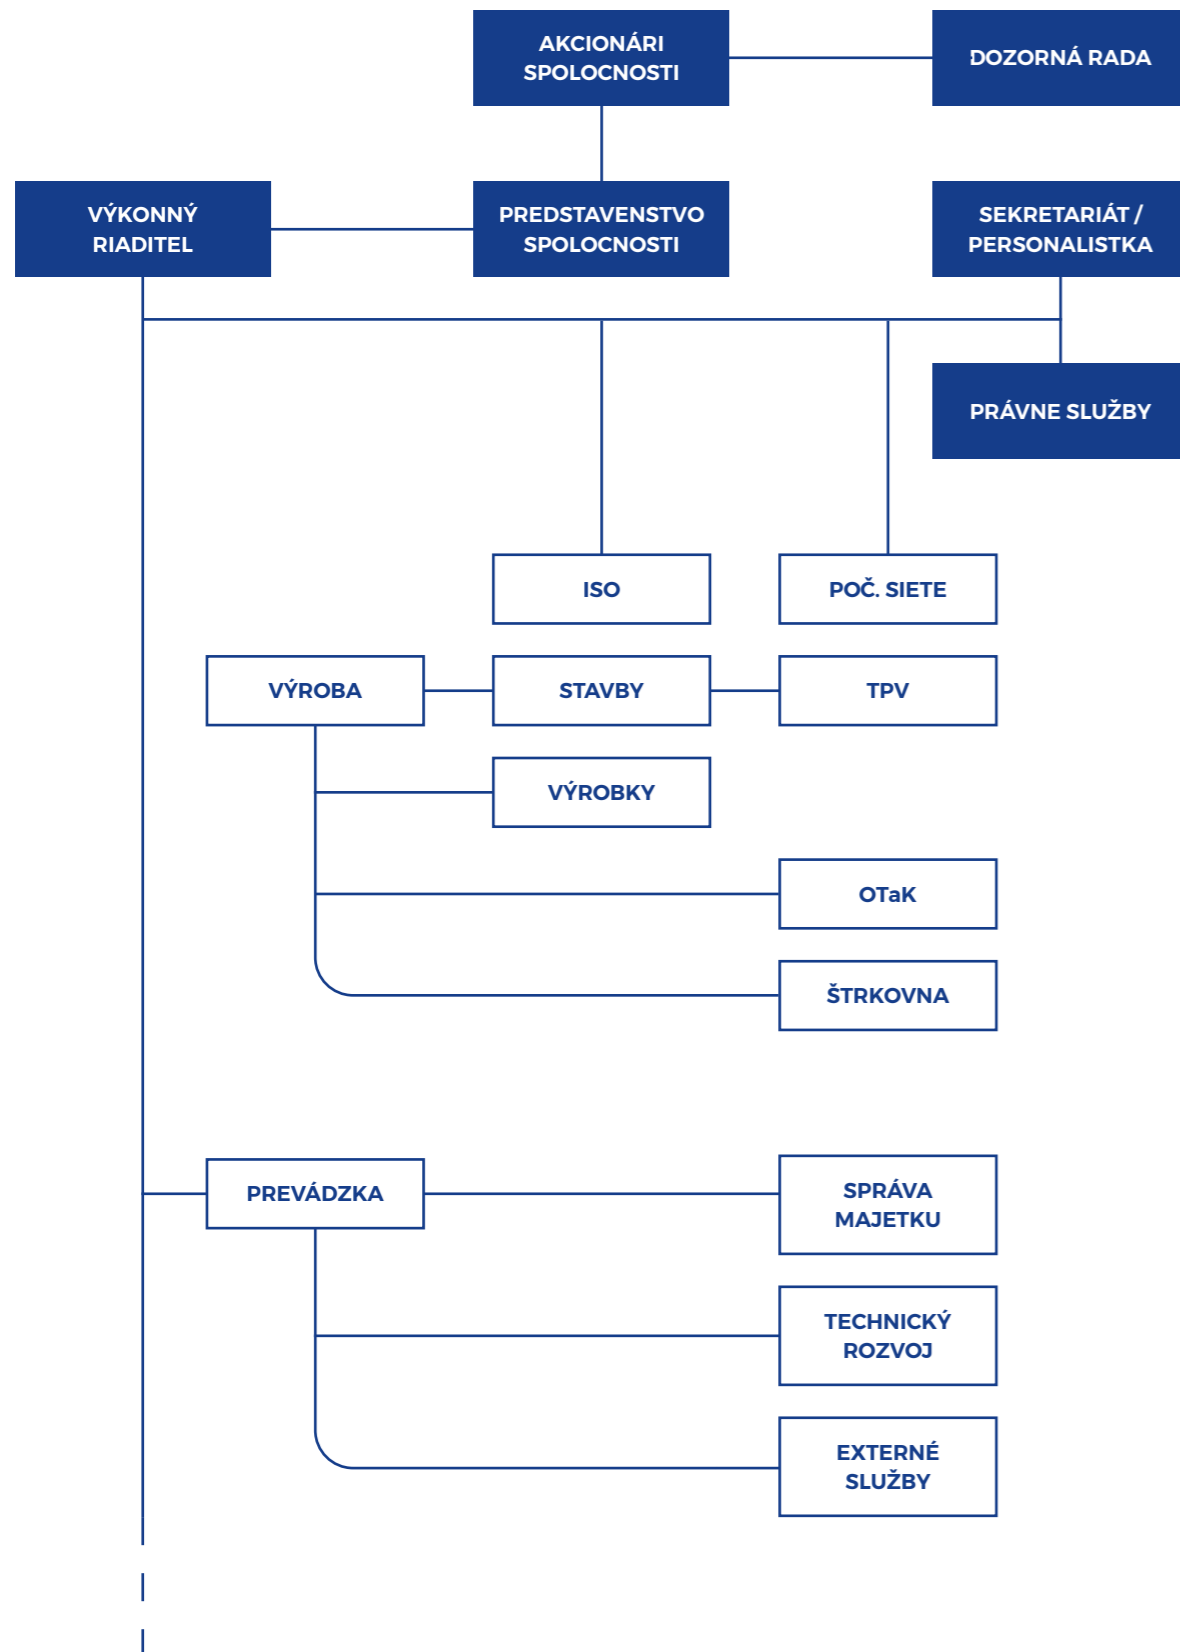 AKCIONÁRI
SPOLOCNOSTI
DOZORNÁ RADA
VÝKONNÝ
RIADITEL
PREDSTAVENSTVO
SPOLOCNOSTI
SEKRETARIÁT /
PERSONALISTKA
PRÁVNE SLUŽBY
ISO
POČ. SIETE
VÝROBA
STAVBY
TPV
VÝROBKY
OTaK
ŠTRKOVNA
PREVÁDZKA
SPRÁVA
MAJETKU
TECHNICKÝ
ROZVOJ
EXTERNÉ
SLUŽBY